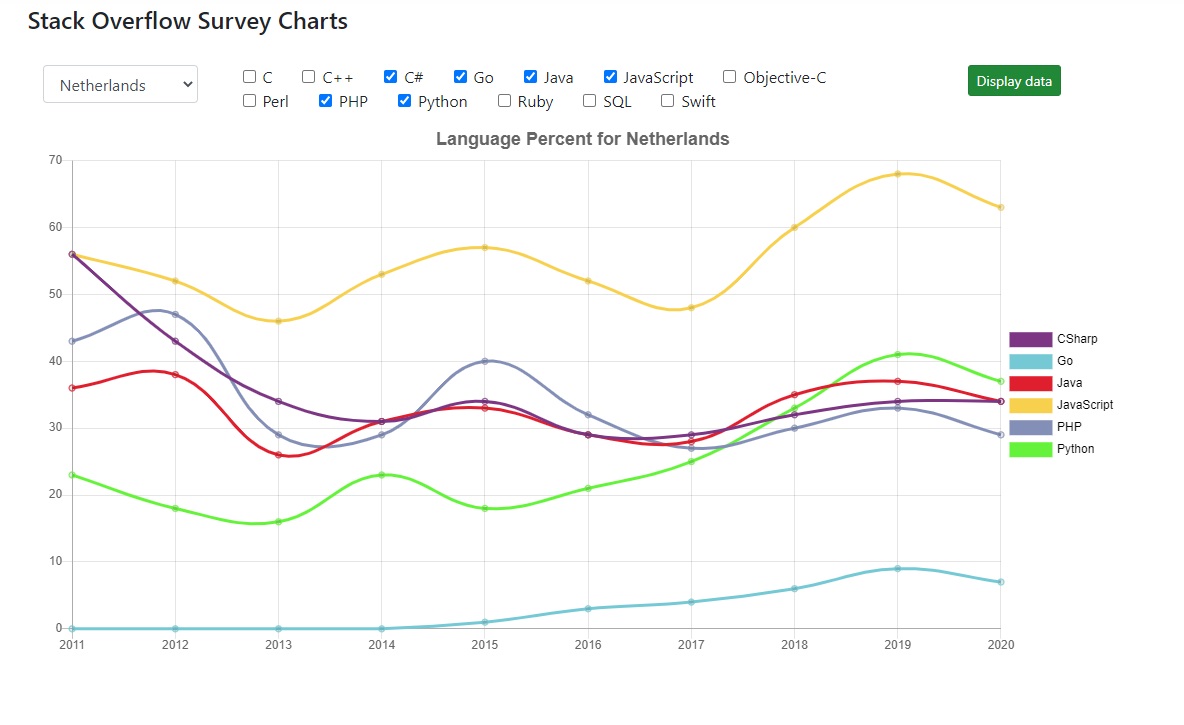 Stack Overflow Survey Charts
Netherlands
C C++ C# Go Java JavaScript Objective-C
Perl PHP Python Ruby SQL Swift
Display data
Language Percent for Netherlands
70
60
50
40
30
20
10
0
2011 2012 2013 2014 2015 2016 2017 2018 2019 2020
CSharp
Go
Java
JavaScript
PHP
Python